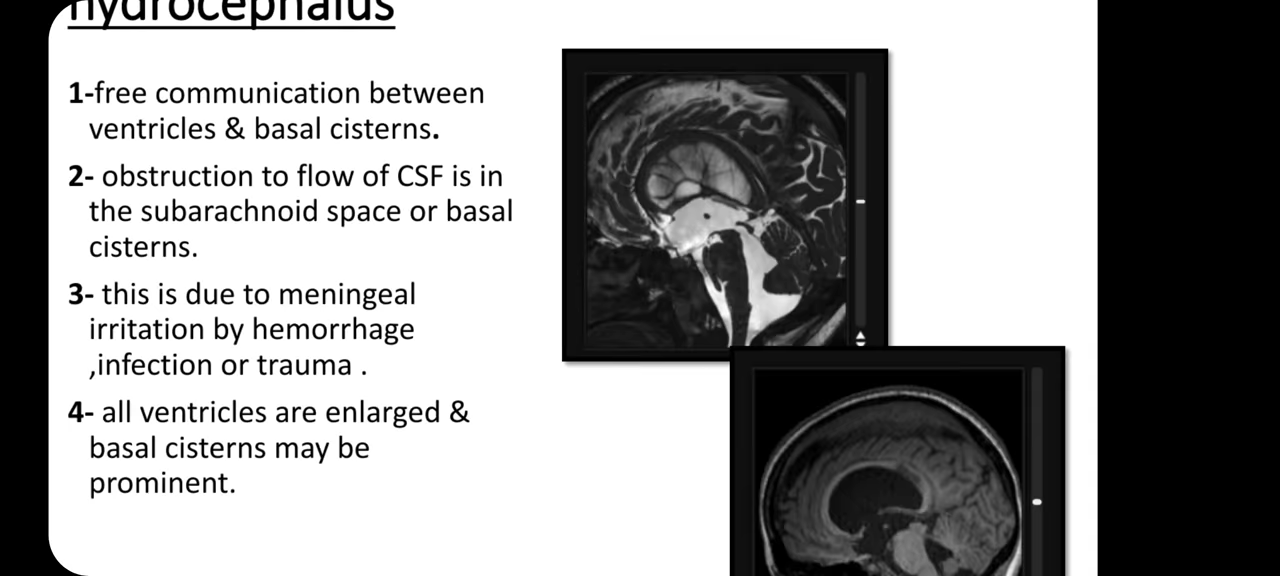 hydrocephalus
1-free communication between
ventricles & basal cisterns.
2- obstruction to flow of CSF is in
the subarachnoid space or basal
cisterns.
3- this is due to meningeal
irritation by hemorrhage
,infection or trauma .
4- all ventricles are enlarged &
basal cisterns may be
prominent.